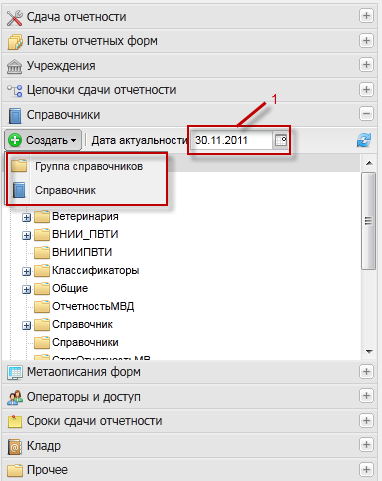 Сдача отчетности
Пакеты отчетных форм
Учреждения
Цепочки сдачи отчетности
1
Справочники
Создать Дата актуальности 30.11.2011
Группа справочников
Справочник
Ветеринария
ВНИИ_ПВТИ
ВНИИПВТИ
Классификаторы
Общие
ОтчетностьМВД
Справочник
Справочники
СтатОтчетностьМВ
Метаописания форм
Операторы и доступ
Сроки сдачи отчетности
Кладр
Прочее